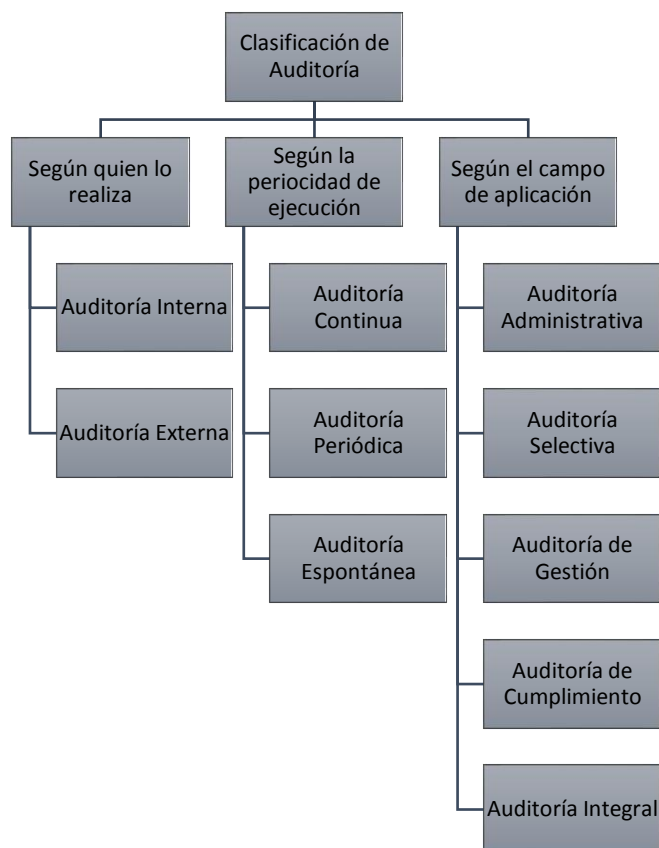 Clasificación de
Auditoría
Según quien lo
realiza
Auditoría Interna
Auditoría Externa
Según la
periocidad de
ejecución
Auditoría
Continua
Auditoría
Periódica
Auditoría
Espontánea
Según el campo
de aplicación
Auditoría
Administrativa
Auditoría
Selectiva
Auditoría de
Gestión
Auditoría de
Cumplimiento
Auditoría Integral